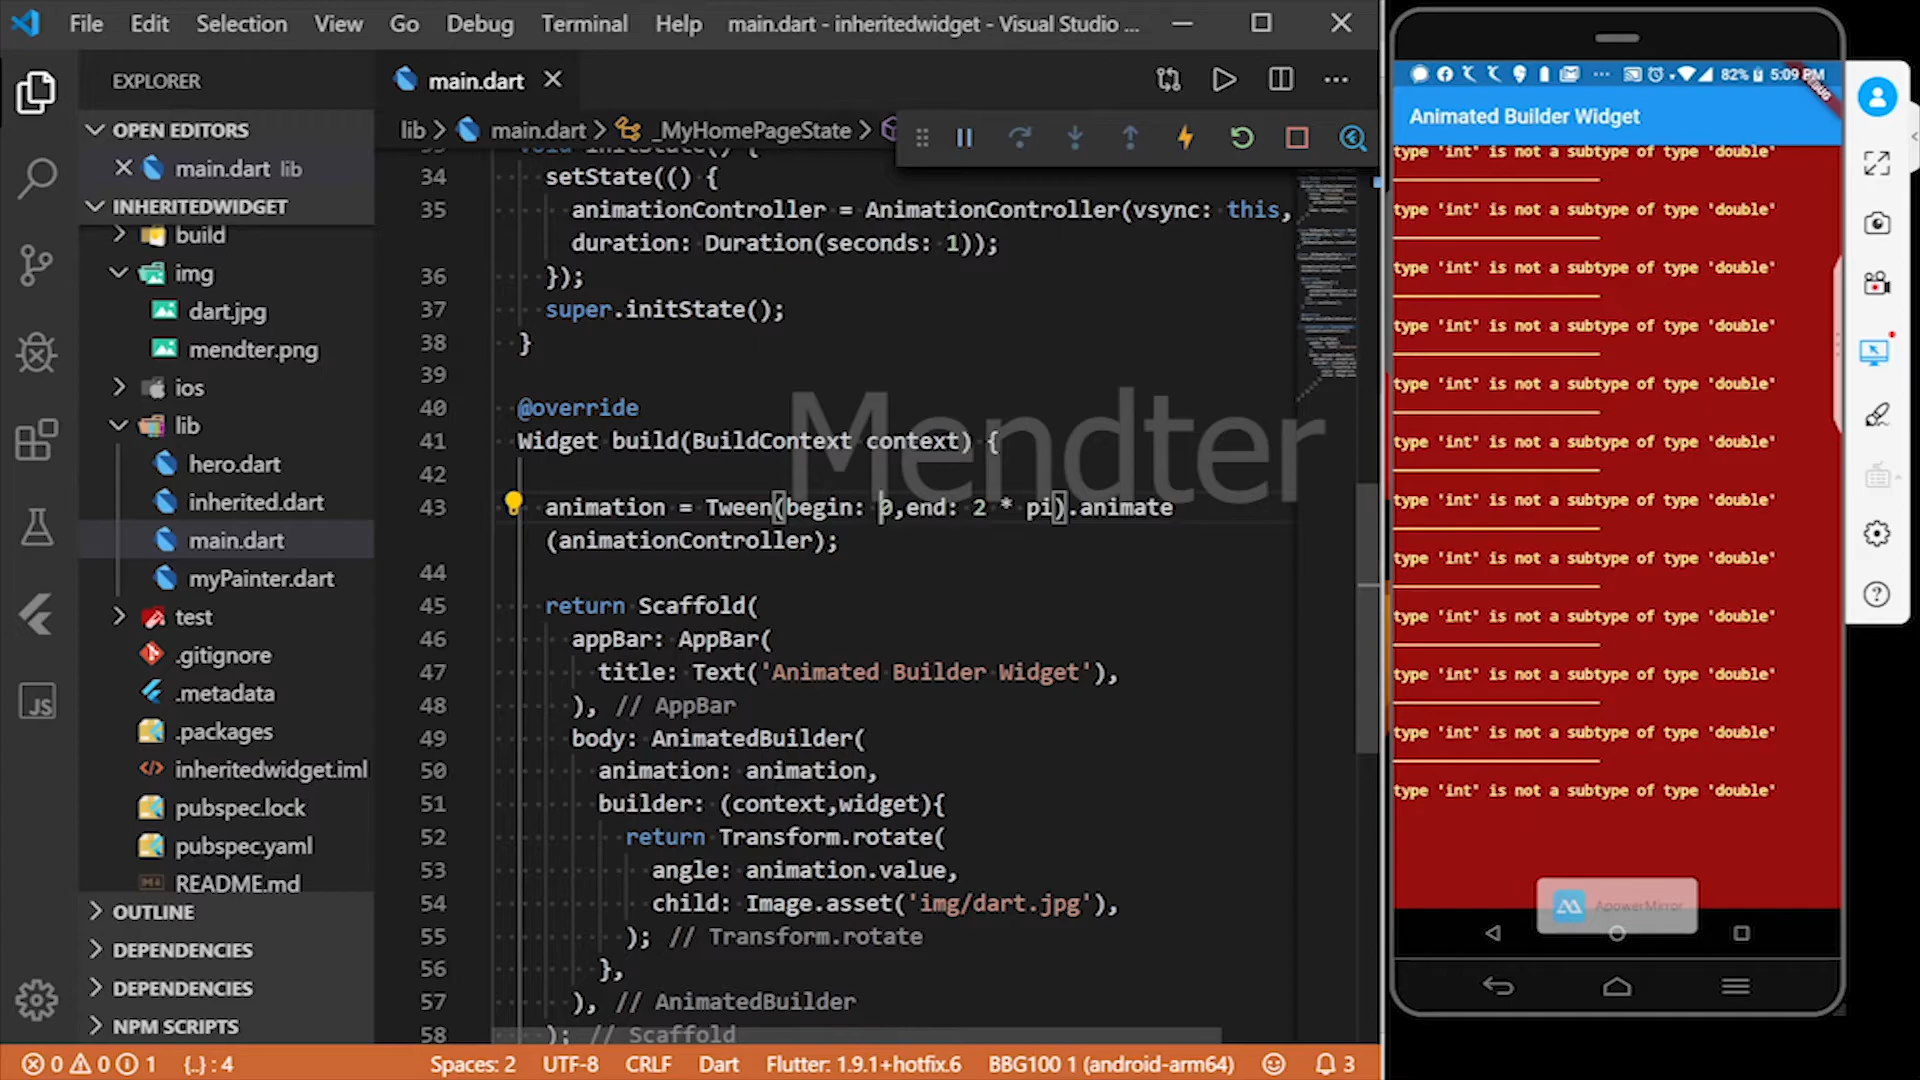 File Edit Selection View Go Debug Terminal Help main.dart - inheritedwidget - Visual Studio ...
EXPLORER
OPEN EDITORS
main.dart lib
INHERITEDWIDGET
build
img
dart.jpg
mendter.png
ios
lib
hero.dart
inherited.dart
main.dart
myPainter.dart
test
.gitignore
.metadata
.packages
inheritedwidget.iml
pubspec.lock
pubspec.yaml
README.md
OUTLINE
DEPENDENCIES
DEPENDENCIES
NPM SCRIPTS
main.dart
lib > main.dart > _MyHomePageState >
void initState() {
34 setState(() {
35 animationController = AnimationController(vsync: this,
duration: Duration(seconds: 1));
36 });
37 super.initState();
38 }
39
40 @override
41 Widget build(BuildContext context) {
42
43 animation = Tween(begin: 0,end: 2 * pi).animate
(animationController);
44
45 return Scaffold(
46 appBar: AppBar(
47 title: Text('Animated Builder Widget'),
48 ), // AppBar
49 body: AnimatedBuilder(
50 animation: animation,
51 builder: (context,widget){
52 return Transform.rotate(
53 angle: animation.value,
54 child: Image.asset('img/dart.jpg'),
55 ); // Transform.rotate
56 },
57 ), // AnimatedBuilder
58 ); // Scaffold
Mendter
0 0 1 {..} : 4 Spaces: 2 UTF-8 CRLF Dart Flutter: 1.9.1+hotfix.6 BBG100 1 (android-arm64) 3
82% 5:09 PM
DEBUG
Animated Builder Widget
type 'int' is not a subtype of type 'double'
type 'int' is not a subtype of type 'double'
type 'int' is not a subtype of type 'double'
type 'int' is not a subtype of type 'double'
type 'int' is not a subtype of type 'double'
type 'int' is not a subtype of type 'double'
type 'int' is not a subtype of type 'double'
type 'int' is not a subtype of type 'double'
type 'int' is not a subtype of type 'double'
type 'int' is not a subtype of type 'double'
type 'int' is not a subtype of type 'double'
type 'int' is not a subtype of type 'double'
ApowerMirror